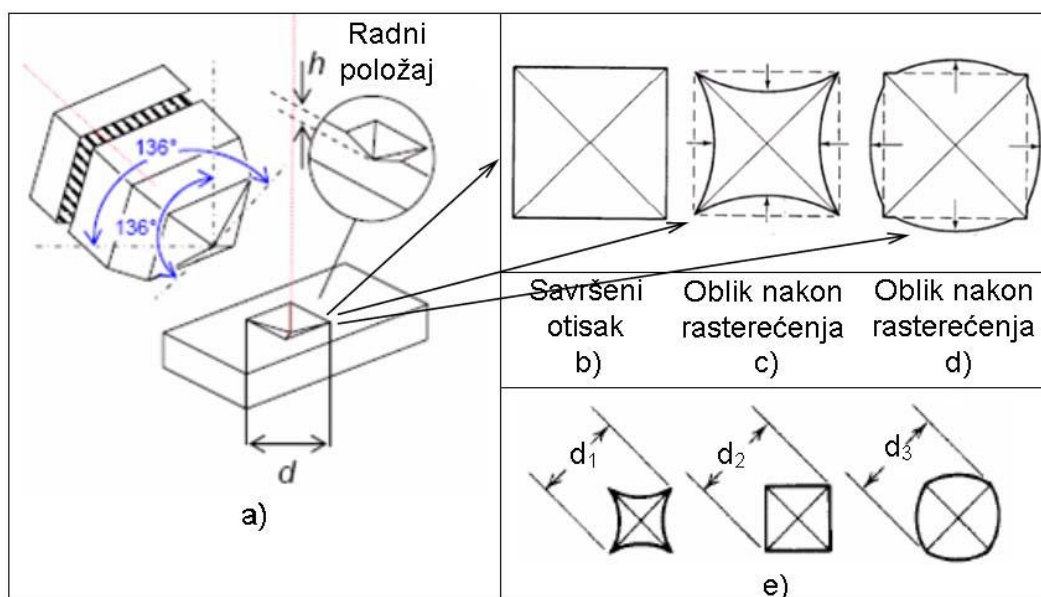 Radni
položaj
h
136°
136°
d
a)
Savršeni
otisak
b)
Oblik nakon
rasterećenja
c)
Oblik nakon
rasterećenja
d)
d1
d2
d3
e)